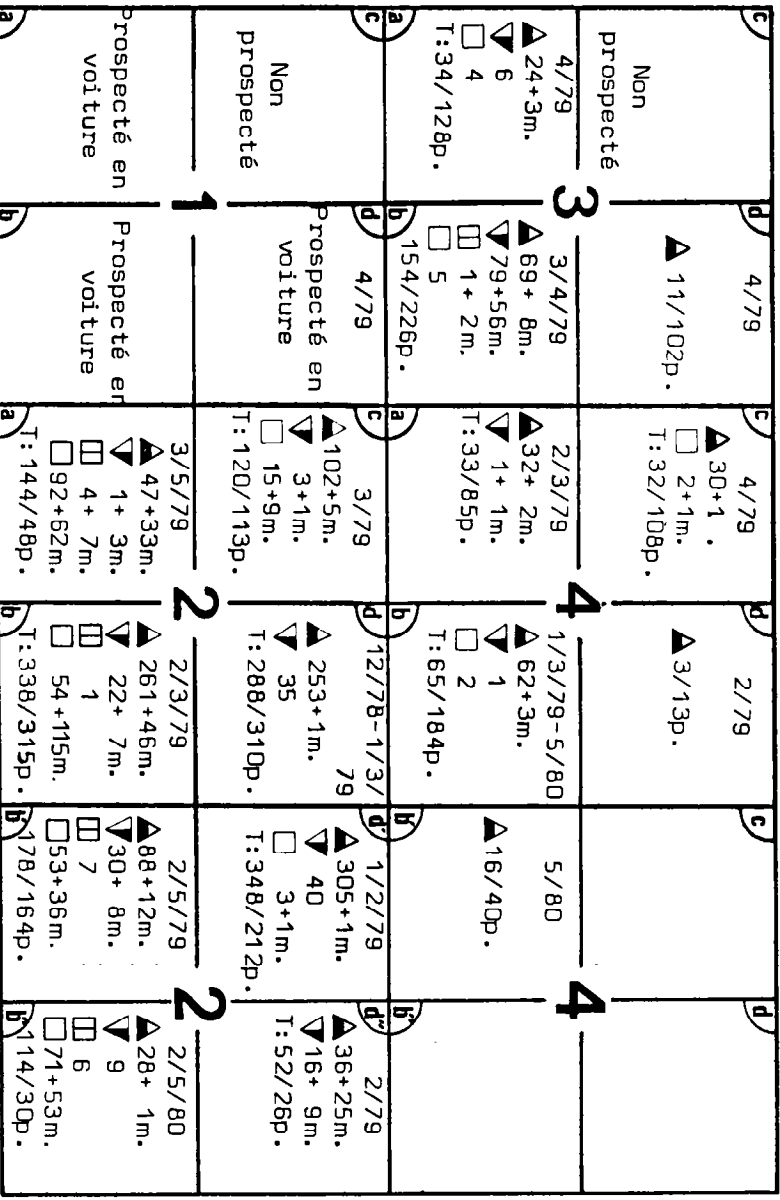 c
Non
prospecté
d
4/79
11/102p.
c
4/79
30+1 .
2+1m.
T:32/108p.
d
2/79
3/13p.
c
d
3
4
4
4/79
24+3m.
6
4
T:34/128p.
a
3/4/79
69+ 8m.
79+56m.
1+ 2m.
5
154/226p.
b
2/3/79
32+ 2m.
1+ 1m.
T:33/85p.
a
1/3/79-5/80
62+3m.
1
2
T:65/184p.
b
5/80
16/40p.
b'
b"
c
Non
prospecté
d
4/79
Prospecté en
voiture
c
3/79
102+5m.
3+1m.
15+9m.
T:120/113p.
d
12/78-1/3/
79
253+1m.
35
T:288/310p.
d'
1/2/79
305+1m.
40
3+1m.
T:348/212p.
d"
2/79
36+25m.
16+ 9m.
T:52/26p.
1
2
2
Prospecté en
voiture
a
Prospecté en
voiture
b
3/5/79
47+33m.
1+ 3m.
4+ 7m.
92+62m.
T:144/48p.
a
2/3/79
261+46m.
22+ 7m.
1
54+115m.
T:338/315p.
b
2/5/79
88+12m.
30+ 8m.
7
53+36m.
178/164p.
b'
2/5/80
28+ 1m.
9
6
71+53m.
114/30p.
b"